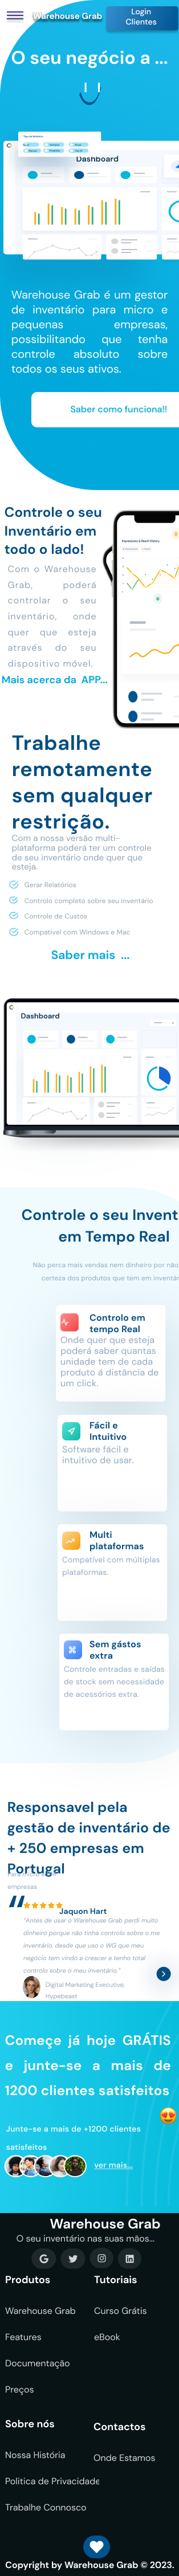 Warehouse Grab
Login
Clientes
O seu negócio a ...
Dashboard
Warehouse Grab é um gestor
de inventário para micro e
pequenas empresas,
possibilitando que tenha
controle absoluto sobre
todos os seus ativos.
Saber como funciona!!
Controle o seu
Inventário em
todo o lado!
Com o Warehouse
Grab, poderá
controlar o seu
inventário, onde
quer que esteja
através do seu
dispositivo móvel.
Mais acerca da APP...
Trabalhe
remotamente
sem qualquer
restrição.
Com a nossa versão multi-
plataforma poderá ter um controle
de seu inventário onde quer que
esteja.
Gerar Relatórios
Controlo completo sobre seu inventário
Controle de Custos
Compativel com Windows e Mac
Saber mais ...
Dashboard
Controle o seu Invent
em Tempo Real
Não perca mais vendas nem dinheiro por não
certeza dos produtos que tem em inventár
Controlo em
tempo Real
Onde quer que esteja
poderá saber quantas
unidade tem de cada
produto á distância de
um click.
Fácil e
Intuitivo
Software fácil e
intuitivo de usar.
Multi
plataformas
Compatível com múltiplas
plataformas.
Sem gástos
extra
Controle entradas e saídas
de stock sem necessidade
de acessórios extra.
Responsavel pela
gestão de inventário de
+ 250 empresas em
Portugal
empresas
Jaquon Hart
"Antes de usar o Warehouse Grab perdi muito
dinheiro porque não tinha controlo sobre o me
inventário, desde que uso o WG que meu
negócio tem vindo a crescer e tenho total
controlo sobre o meu inventário."
Digital Marketing Executive,
Hypebeast
Começe já hoje GRÁTIS
e junte-se a mais de
1200 clientes satisfeitos
Junte-se a mais de +1200 clientes
satisfeitos
ver mais...
Warehouse Grab
O seu inventário nas suas mãos...
Produtos
Tutoriais
Warehouse Grab
Curso Grátis
Features
eBook
Documentação
Preços
Sobre nós
Contactos
Nossa História
Onde Estamos
Politica de Privacidade
Trabalhe Connosco
Copyright by Warehouse Grab © 2023.